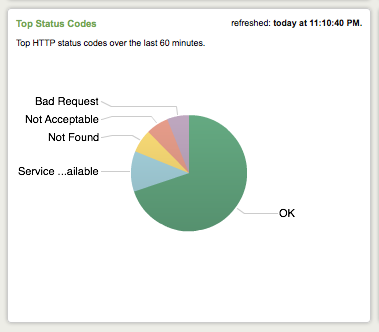 Top Status Codes refreshed: today at 11:10:40 PM.
Top HTTP status codes over the last 60 minutes.
Bad Request
Not Acceptable
Not Found
Service ...ailable
OK